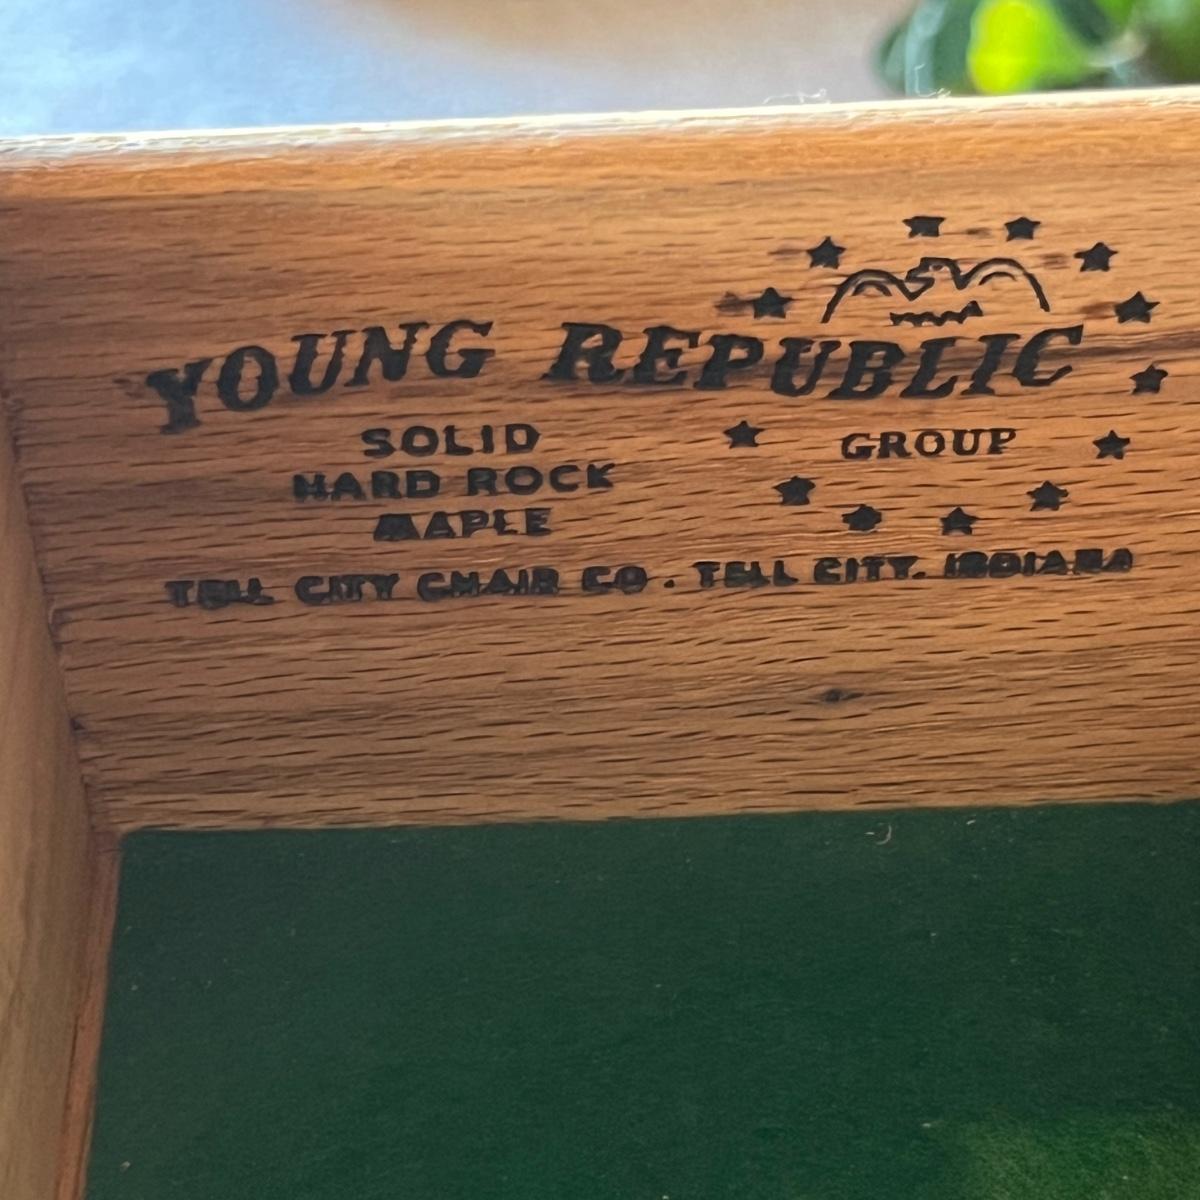 YOUNG REPUBLIC
SOLID
HARD ROCK
MAPLE
GROUP
TELL CITY CHAIR CO. TELL CITY. INDIANA